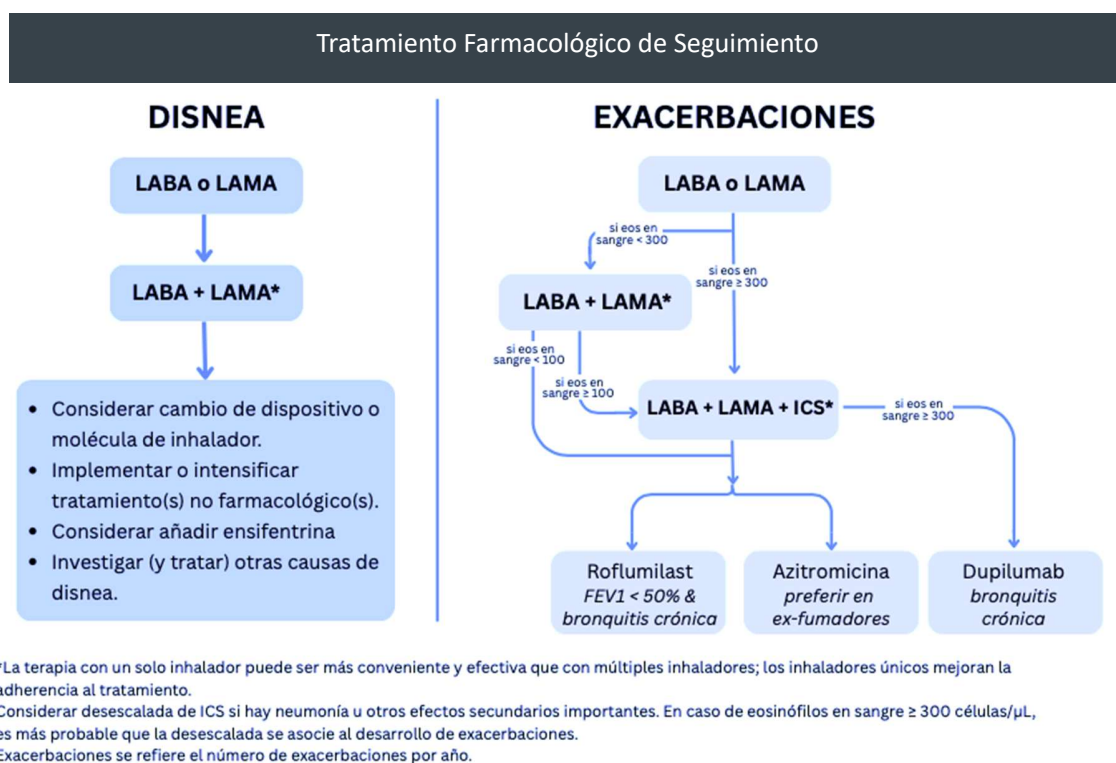 Tratamiento Farmacológico de Seguimiento
DISNEA
LABA o LAMA
LABA + LAMA*
• Considerar cambio de dispositivo o
molécula de inhalador.
• Implementar o intensificar
tratamiento(s) no farmacológico(s).
• Considerar añadir ensifentrina
• Investigar (y tratar) otras causas de
disnea.
EXACERBACIONES
LABA o LAMA
si eos en
sangre < 300
si eos en
sangre ≥ 300
LABA + LAMA*
si eos en
sangre < 100
si eos en
sangre ≥ 100
LABA + LAMA + ICS*
si eos en
sangre ≥ 300
Roflumilast
FEV1 < 50% &
bronquitis crónica
Azitromicina
preferir en
ex-fumadores
Dupilumab
bronquitis
crónica
*La terapia con un solo inhalador puede ser más conveniente y efectiva que con múltiples inhaladores; los inhaladores únicos mejoran la
adherencia al tratamiento.
Considerar desescalada de ICS si hay neumonía u otros efectos secundarios importantes. En caso de eosinófilos en sangre ≥ 300 células/µL,
es más probable que la desescalada se asocie al desarrollo de exacerbaciones.
Exacerbaciones se refiere el número de exacerbaciones por año.